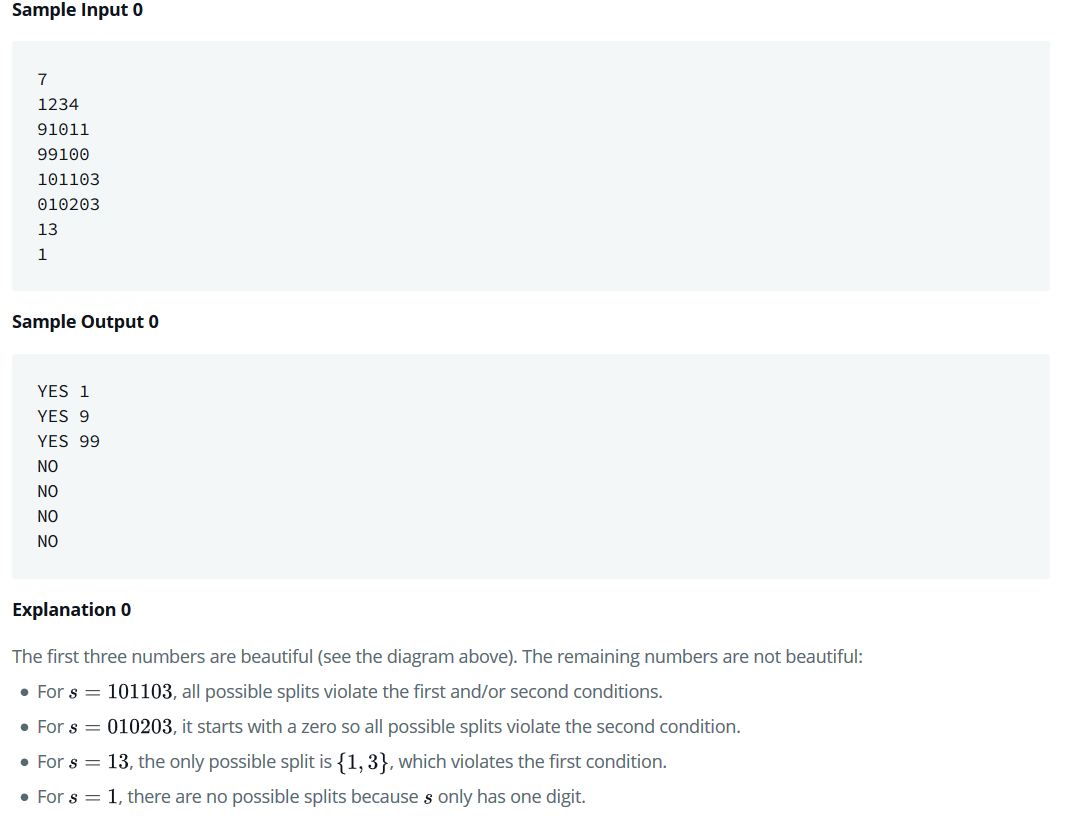 Sample Input 0
7
1234
91011
99100
101103
010203
13
1
Sample Output 0
YES 1
YES 9
YES 99
NO
NO
NO
NO
Explanation 0
The first three numbers are beautiful (see the diagram above). The remaining numbers are not beautiful:
• For s = 101103, all possible splits violate the first and/or second conditions.
• For s = 010203, it starts with a zero so all possible splits violate the second condition.
• For s = 13, the only possible split is {1, 3}, which violates the first condition.
• For s = 1, there are no possible splits because s only has one digit.